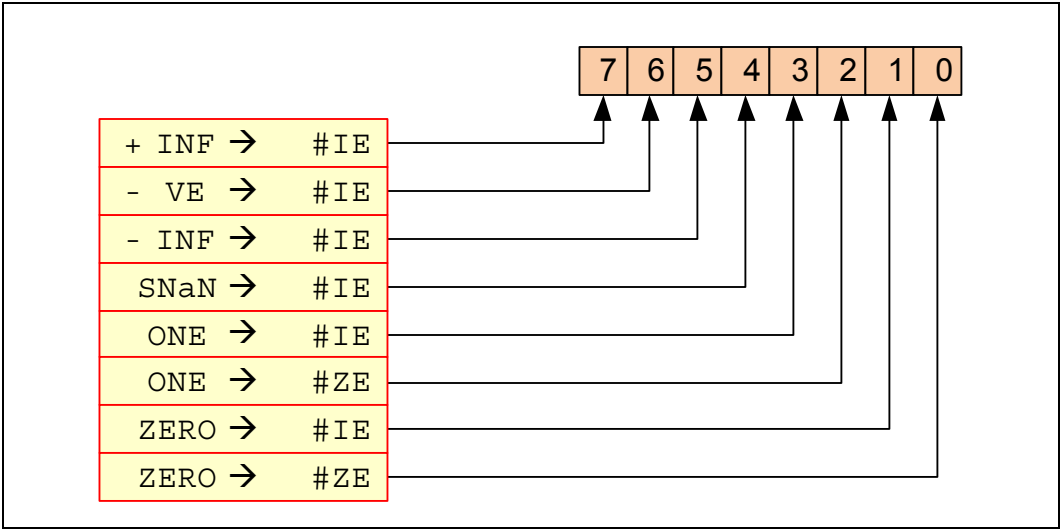 7 6 5 4 3 2 1 0
+ INF → #IE
- VE → #IE
- INF → #IE
SNaN → #IE
ONE → #IE
ONE → #ZE
ZERO → #IE
ZERO → #ZE